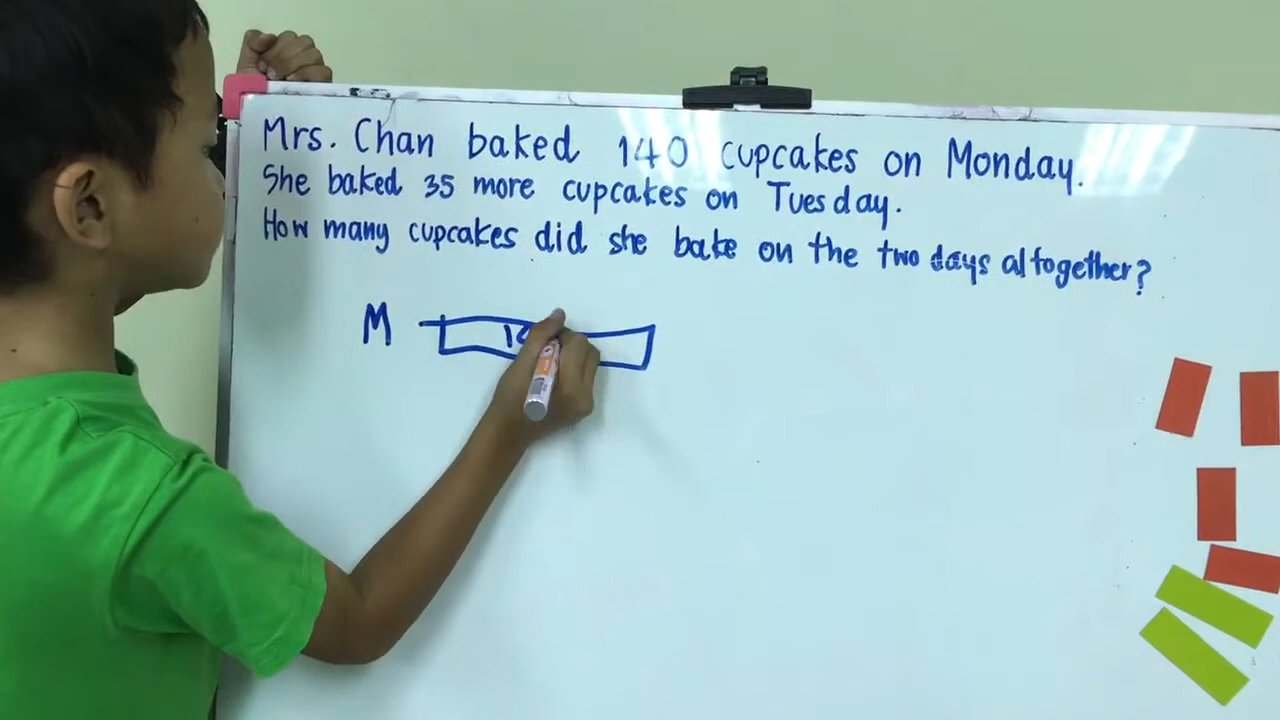 Mrs. Chan baked 140 cupcakes on Monday.
She baked 35 more cupcakes on Tuesday.
How many cupcakes did she bake on the two days altogether?
M